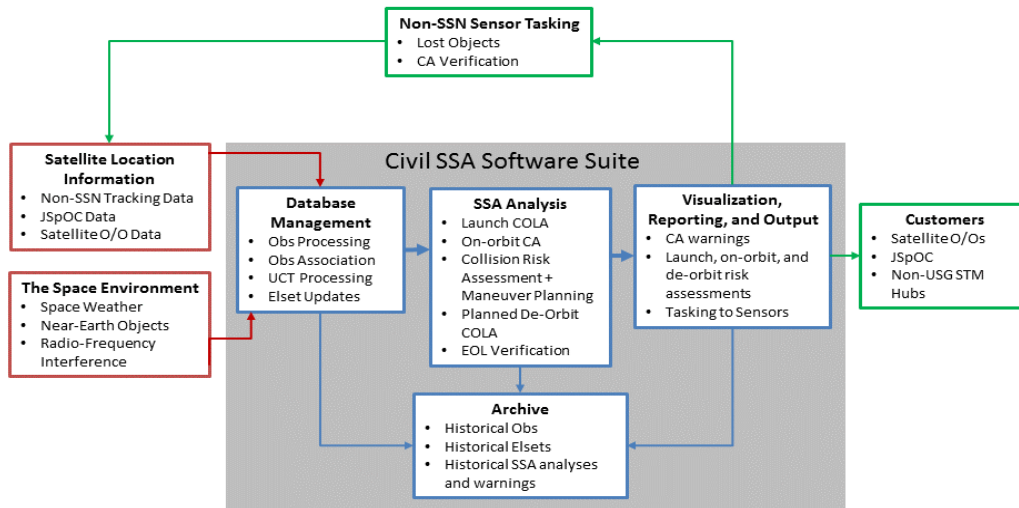 Non-SSN Sensor Tasking
• Lost Objects
• CA Verification
Satellite Location
Information
• Non-SSN Tracking Data
• JSpOC Data
• Satellite O/O Data
The Space Environment
• Space Weather
• Near-Earth Objects
• Radio-Frequency
Interference
Civil SSA Software Suite
Database
Management
• Obs Processing
• Obs Association
• UCT Processing
• Elset Updates
SSA Analysis
• Launch COLA
• On-orbit CA
• Collision Risk
Assessment +
Maneuver Planning
• Planned De-Orbit
COLA
• EOL Verification
Visualization,
Reporting, and Output
• CA warnings
• Launch, on-orbit, and
de-orbit risk
assessments
• Tasking to Sensors
Customers
• Satellite O/Os
• JSpOC
• Non-USG STM
Hubs
Archive
• Historical Obs
• Historical Elsets
• Historical SSA analyses
and warnings